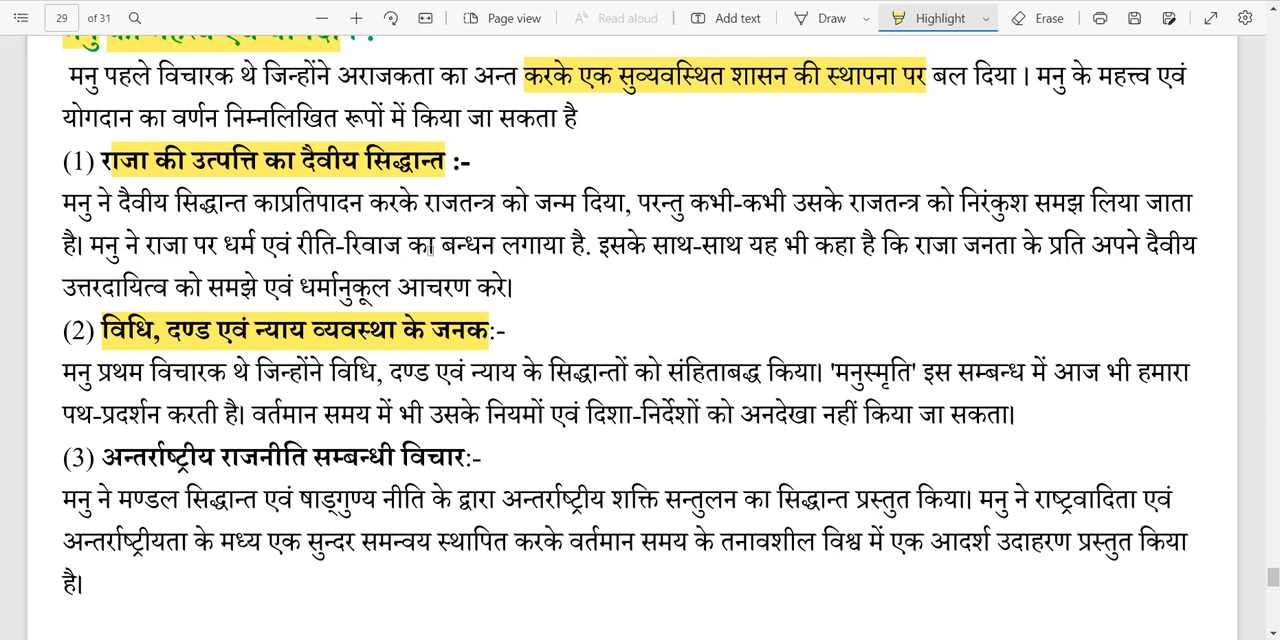 29 of 31 Page view Read aloud Add text Draw Highlight Erase
मनु पहले विचारक थे जिन्होंने अराजकता का अन्त करके एक सुव्यवस्थित शासन की स्थापना पर बल दिया। मनु के महत्त्व एवं
योगदान का वर्णन निम्नलिखित रूपों में किया जा सकता है
(1) राजा की उत्पत्ति का दैवीय सिद्धान्त :-
मनु ने दैवीय सिद्धान्त काप्रतिपादन करके राजतन्त्र को जन्म दिया, परन्तु कभी-कभी उसके राजतन्त्र को निरंकुश समझ लिया जाता
है। मनु ने राजा पर धर्म एवं रीति-रिवाज का बन्धन लगाया है. इसके साथ-साथ यह भी कहा है कि राजा जनता के प्रति अपने दैवीय
उत्तरदायित्व को समझे एवं धर्मानुकूल आचरण करे।
(2) विधि, दण्ड एवं न्याय व्यवस्था के जनक:-
मनु प्रथम विचारक थे जिन्होंने विधि, दण्ड एवं न्याय के सिद्धान्तों को संहिताबद्ध किया। 'मनुस्मृति' इस सम्बन्ध में आज भी हमारा
पथ-प्रदर्शन करती है। वर्तमान समय में भी उसके नियमों एवं दिशा-निर्देशों को अनदेखा नहीं किया जा सकता।
(3) अन्तर्राष्ट्रीय राजनीति सम्बन्धी विचार:-
मनु ने मण्डल सिद्धान्त एवं षाड्गुण्य नीति के द्वारा अन्तर्राष्ट्रीय शक्ति सन्तुलन का सिद्धान्त प्रस्तुत किया। मनु ने राष्ट्रवादिता एवं
अन्तर्राष्ट्रीयता के मध्य एक सुन्दर समन्वय स्थापित करके वर्तमान समय के तनावशील विश्व में एक आदर्श उदाहरण प्रस्तुत किया
है।